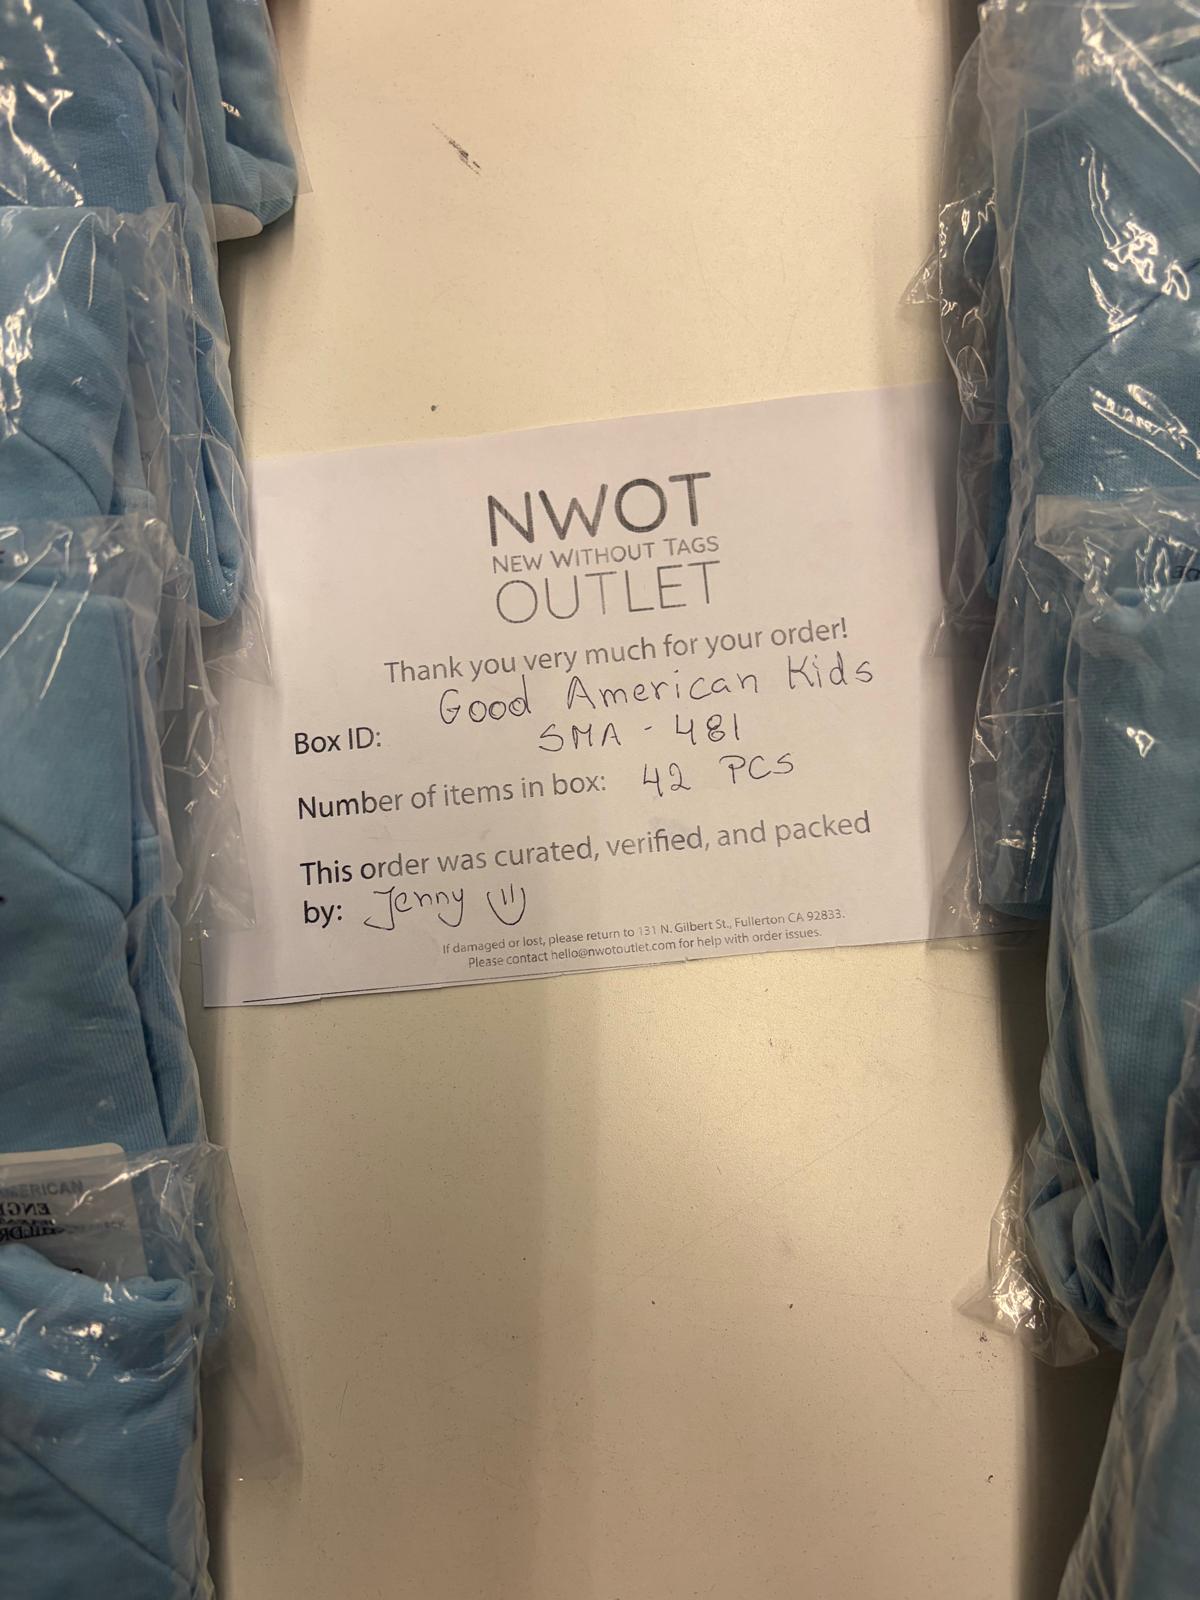 NWOT
NEW WITHOUT TAGS
OUTLET
Thank you very much for your order!
Good American Kids
Box ID: SMA - 481
Number of items in box: 42 PCS
This order was curated, verified, and packed
by: Jenny
If damaged or lost, please return to 131 N. Gilbert St., Fullerton CA 92833.
Please contact hello@nwotoutlet.com for help with order issues.